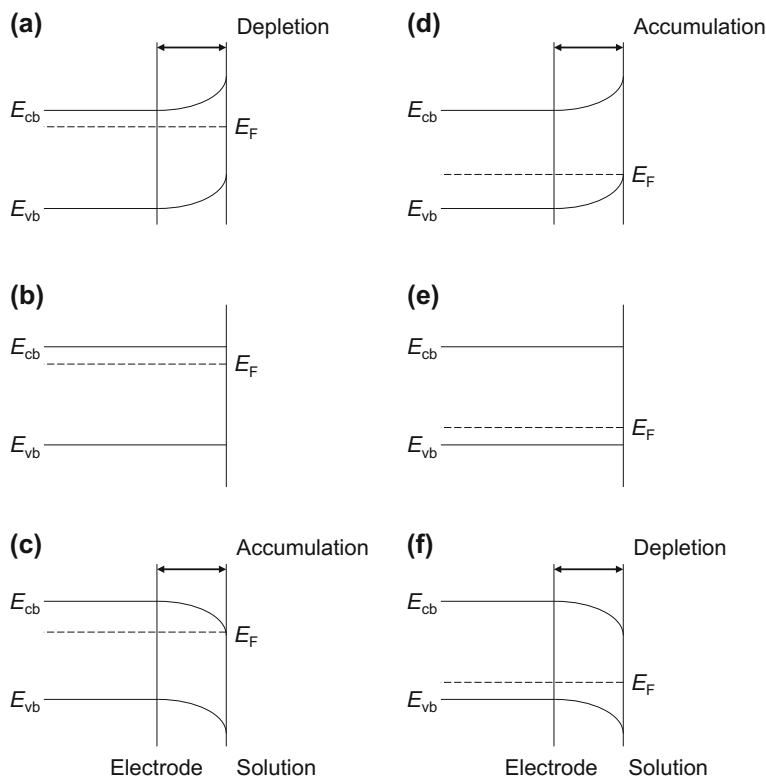 (a)
Depletion
E_cb
E_F
E_vb
(d)
Accumulation
E_cb
E_F
E_vb
(b)
E_cb
E_F
E_vb
(e)
E_cb
E_F
E_vb
(c)
Accumulation
E_cb
E_F
E_vb
Electrode Solution
(f)
Depletion
E_cb
E_F
E_vb
Electrode Solution